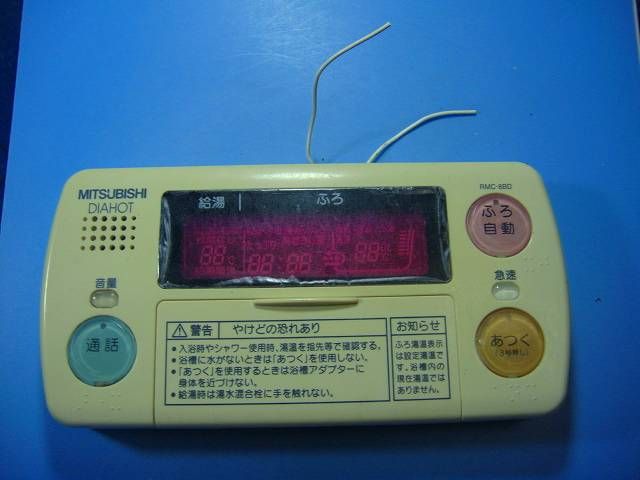 MITSUBISHI
DIAHOT
給湯
ふろ
RMC-8BD
ふろ
自動
音量
通話
急速
あつく
(3秒押し)
警告 やけどの恐れあり
• 入浴時やシャワー使用時、湯温を指先等で確認する。
• 浴槽に水がないときは「あつく」を使用しない。
• 「あつく」を使用するときは浴槽アダプターに
身体を近づけない。
• 給湯時は湯水混合栓に手を触れない。
お知らせ
ふろ湯温表示
は設定湯温で
す。浴槽内の
現在湯温では
ありません。